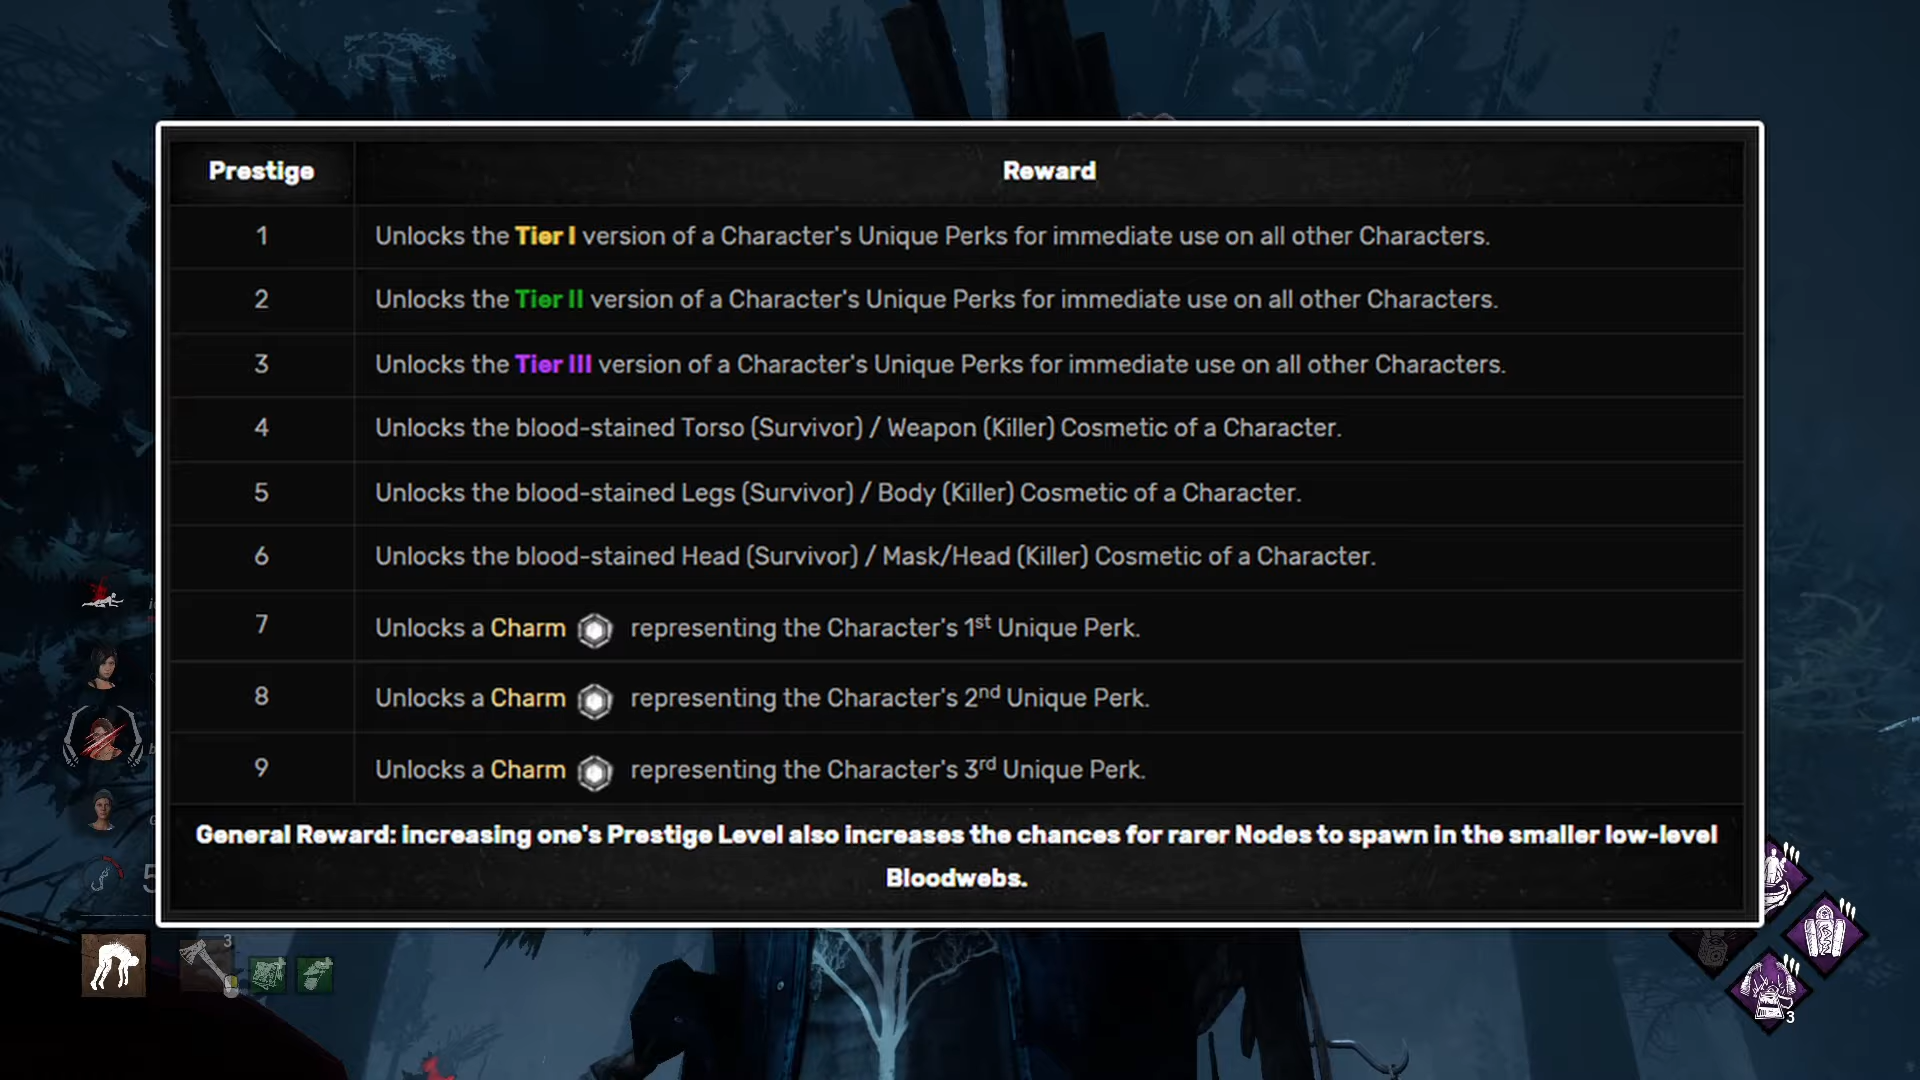 Prestige Reward
1 Unlocks the Tier I version of a Character's Unique Perks for immediate use on all other Characters.
2 Unlocks the Tier II version of a Character's Unique Perks for immediate use on all other Characters.
3 Unlocks the Tier III version of a Character's Unique Perks for immediate use on all other Characters.
4 Unlocks the blood-stained Torso (Survivor) / Weapon (Killer) Cosmetic of a Character.
5 Unlocks the blood-stained Legs (Survivor) / Body (Killer) Cosmetic of a Character.
6 Unlocks the blood-stained Head (Survivor) / Mask/Head (Killer) Cosmetic of a Character.
7 Unlocks a Charm representing the Character's 1st Unique Perk.
8 Unlocks a Charm representing the Character's 2nd Unique Perk.
9 Unlocks a Charm representing the Character's 3rd Unique Perk.
General Reward: increasing one's Prestige Level also increases the chances for rarer Nodes to spawn in the smaller low-level
Bloodwebs.
5
3
3